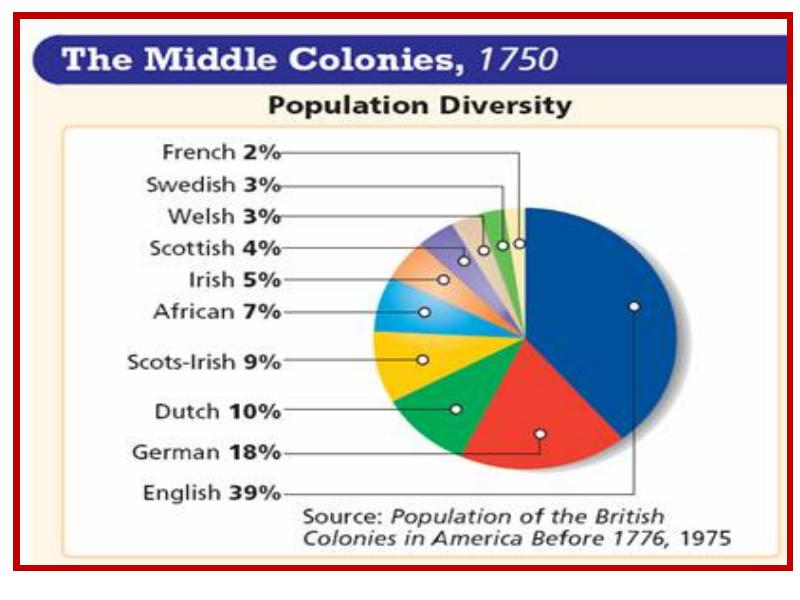 The Middle Colonies, 1750
Population Diversity
French 2%
Swedish 3%
Welsh 3%
Scottish 4%
Irish 5%
African 7%
Scots-Irish 9%
Dutch 10%
German 18%
English 39%
Source: Population of the British
Colonies in America Before 1776, 1975